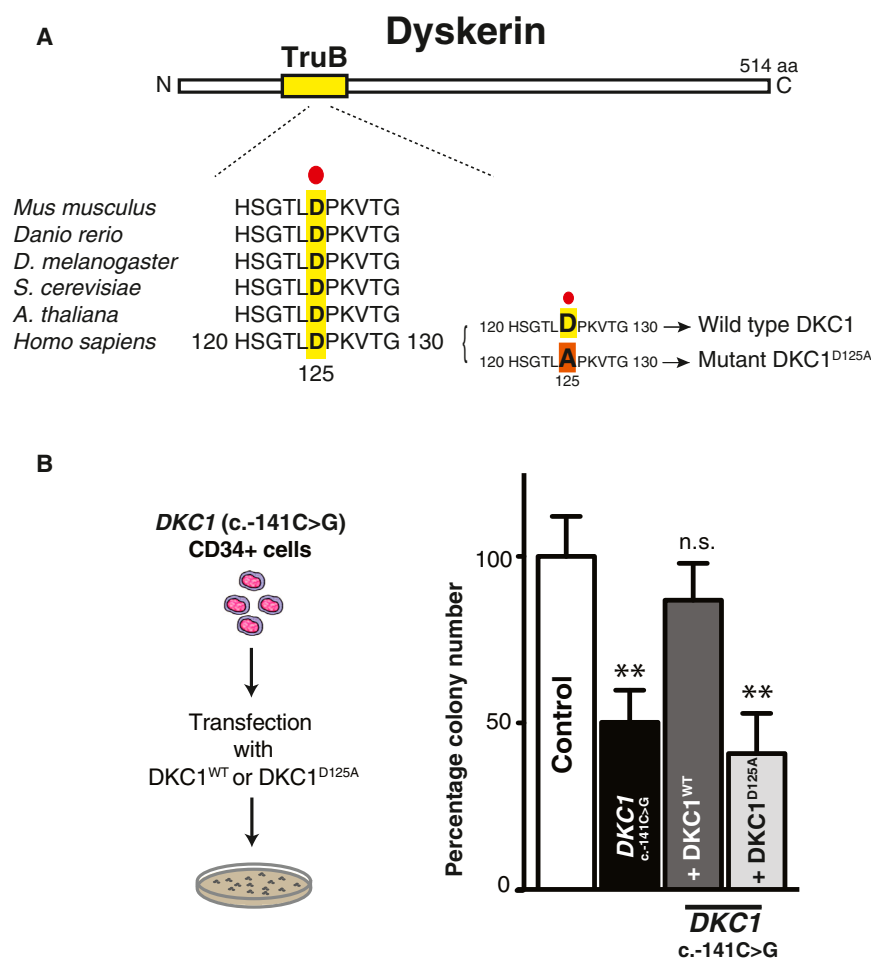 A
Dyskerin
TruB
514 aa
N
C
Mus musculus HSGTLDPKVTG
Danio rerio HSGTLDPKVTG
D. melanogaster HSGTLDPKVTG
S. cerevisiae HSGTLDPKVTG
A. thaliana HSGTLDPKVTG
Homo sapiens 120 HSGTLDPKVTG 130
125
120 HSGTLDPKVTG 130 → Wild type DKC1
120 HSGTLAPKVTG 130 → Mutant DKC1D125A
125
B
DKC1 (c.-141C>G)
CD34+ cells
Transfection
with
DKC1WT or DKC1D125A
Percentage colony number
100
50
0
Control
**
DKC1
c.-141C>G
n.s.
+ DKC1WT
**
+ DKC1D125A
DKC1
c.-141C>G